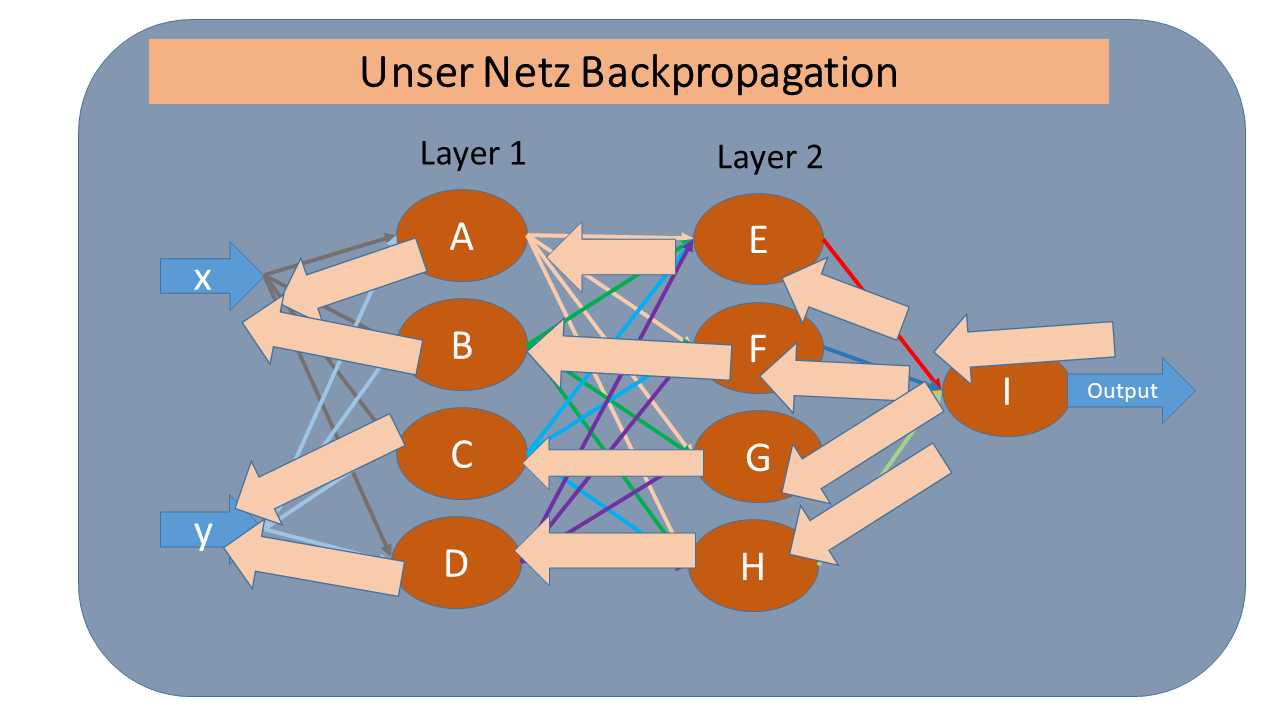 Unser Netz Backpropagation
Layer 1
Layer 2
A
E
x
B
F
I
Output
C
G
y
D
H